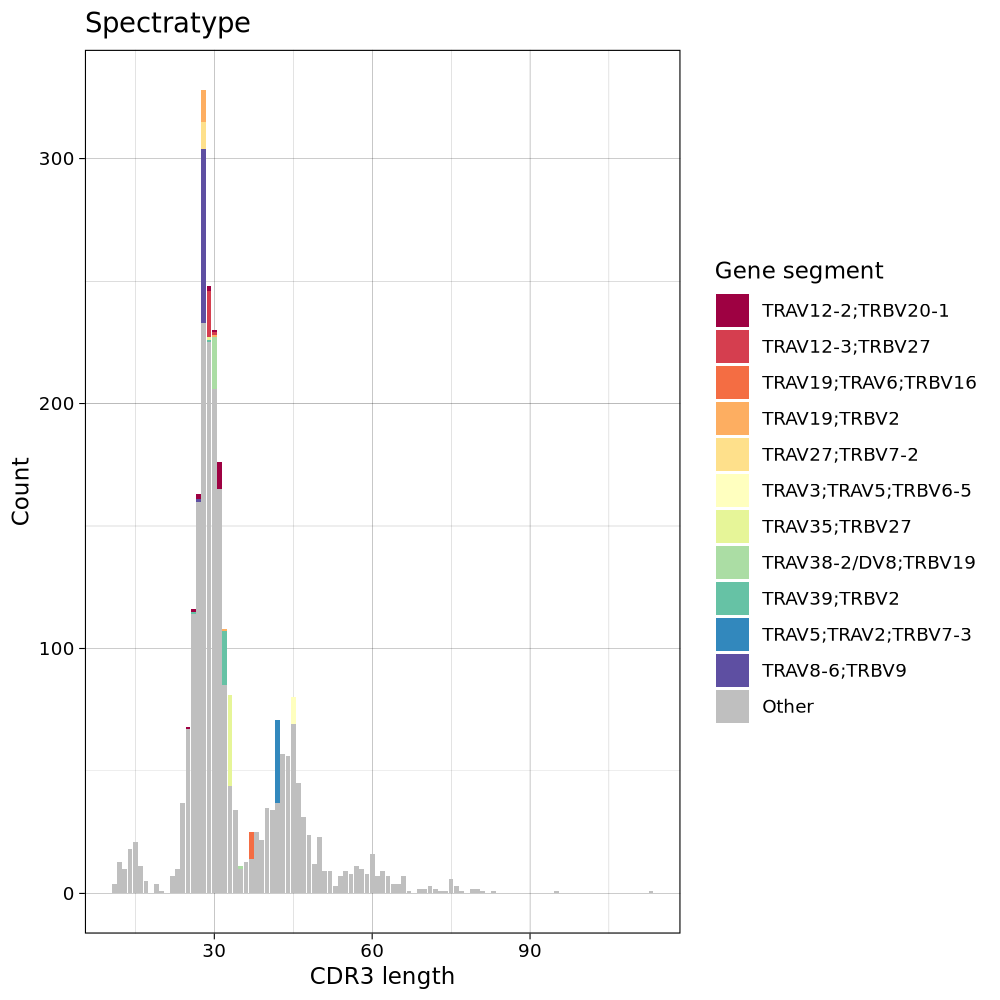 Spectratype
Count
300
200
100
0
30
60
90
CDR3 length
Gene segment
TRAV12-2;TRBV20-1
TRAV12-3;TRBV27
TRAV19;TRAV6;TRBV16
TRAV19;TRBV2
TRAV27;TRBV7-2
TRAV3;TRAV5;TRBV6-5
TRAV35;TRBV27
TRAV38-2/DV8;TRBV19
TRAV39;TRBV2
TRAV5;TRAV2;TRBV7-3
TRAV8-6;TRBV9
Other